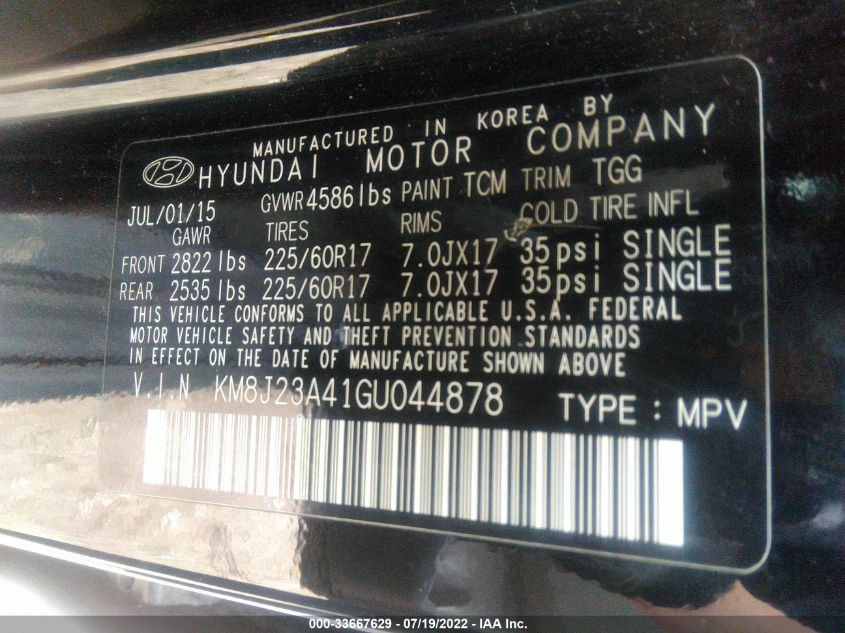 MANUFACTURED IN KOREA BY
HYUNDAI MOTOR COMPANY
JUL/01/15 GVWR 4586 lbs PAINT TCM TRIM TGG
GAWR TIRES RIMS COLD TIRE INFL
FRONT 2822 lbs 225/60R17 7.0JX17 35psi SINGLE
REAR 2535 lbs 225/60R17 7.0JX17 35psi SINGLE
THIS VEHICLE CONFORMS TO ALL APPLICABLE U.S.A. FEDERAL
MOTOR VEHICLE SAFETY AND THEFT PREVENTION STANDARDS
IN EFFECT ON THE DATE OF MANUFACTURE SHOWN ABOVE
V.I.N KM8J23A41GU044878 TYPE : MPV
000-33667629 - 07/19/2022 - IAA Inc.